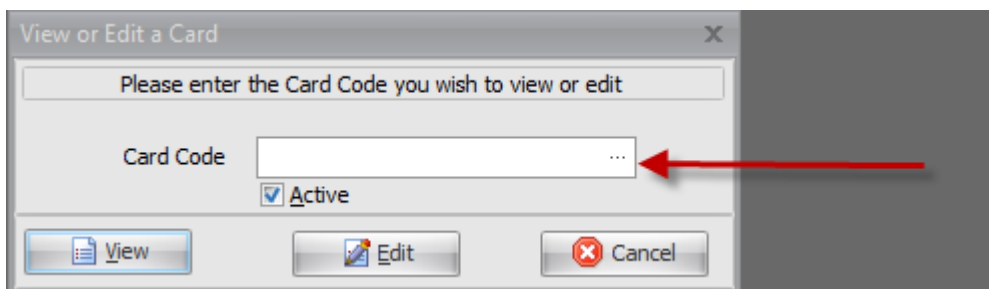 View or Edit a Card
Please enter the Card Code you wish to view or edit
Card Code ...
Active
View Edit Cancel